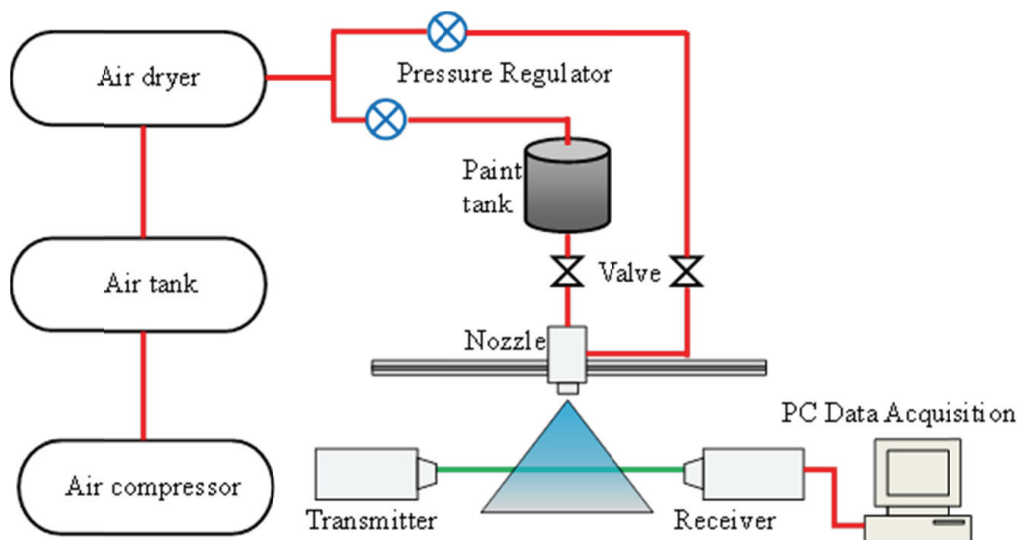 Air dryer
Pressure Regulator
Paint
tank
Air tank
Valve
Nozzle
PC Data Acquisition
Air compressor
Transmitter
Receiver